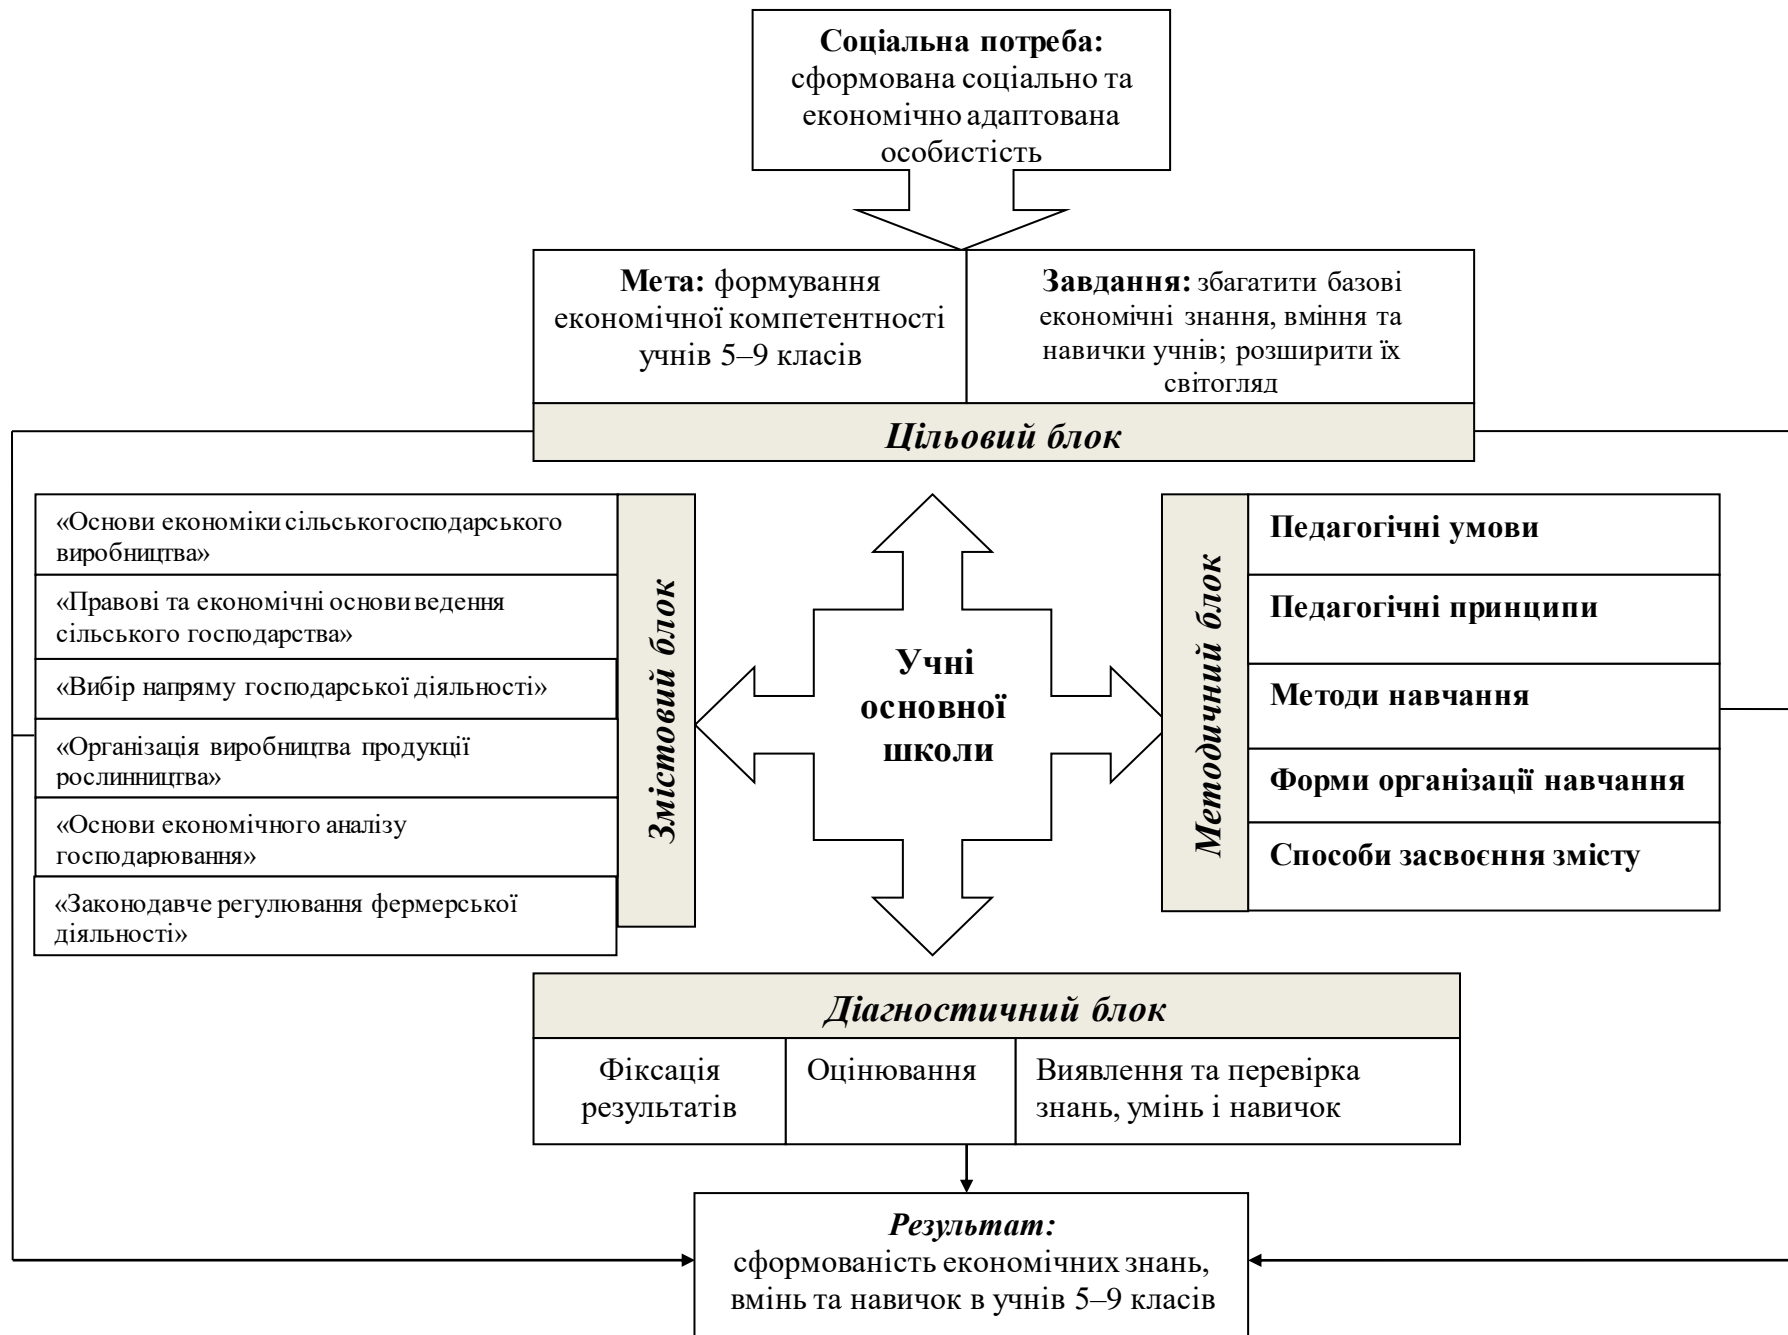 Соціальна потреба:
сформована соціально та
економічно адаптована
особистість
Мета: формування
економічної компетентності
учнів 5–9 класів
Завдання: збагатити базові
економічні знання, вміння та
навички учнів; розширити їх
світогляд
Цільовий блок
«Основи економіки сільськогосподарського
виробництва»
«Правові та економічні основи ведення
сільського господарства»
«Вибір напряму господарської діяльності»
«Організація виробництва продукції
рослинництва»
«Основи економічного аналізу
господарювання»
«Законодавче регулювання фермерської
діяльності»
Змістовий блок
Учні
основної
школи
Методичний блок
Педагогічні умови
Педагогічні принципи
Методи навчання
Форми організації навчання
Способи засвоєння змісту
Діагностичний блок
Фіксація
результатів
Оцінювання
Виявлення та перевірка
знань, умінь і навичок
Результат:
сформованість економічних знань,
вмінь та навичок в учнів 5–9 класів